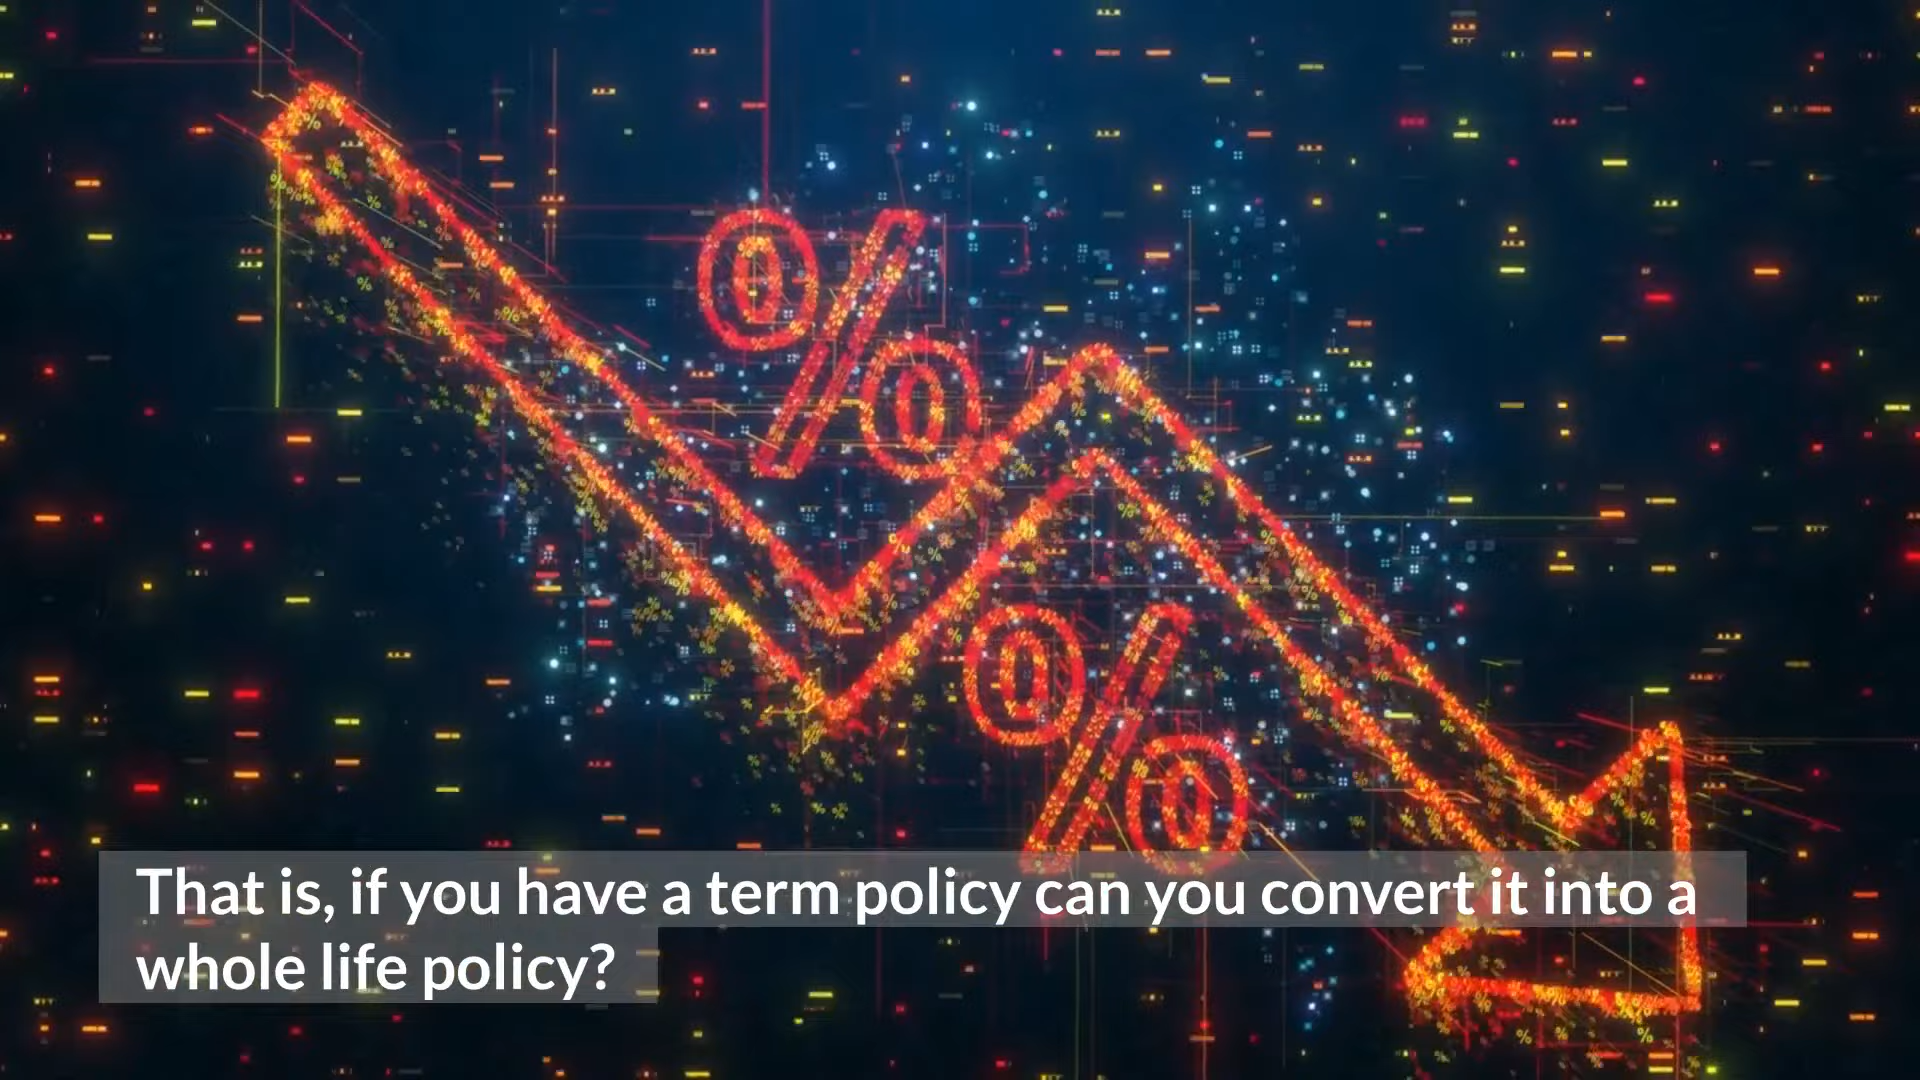 %
%
That is, if you have a term policy can you convert it into a
whole life policy?